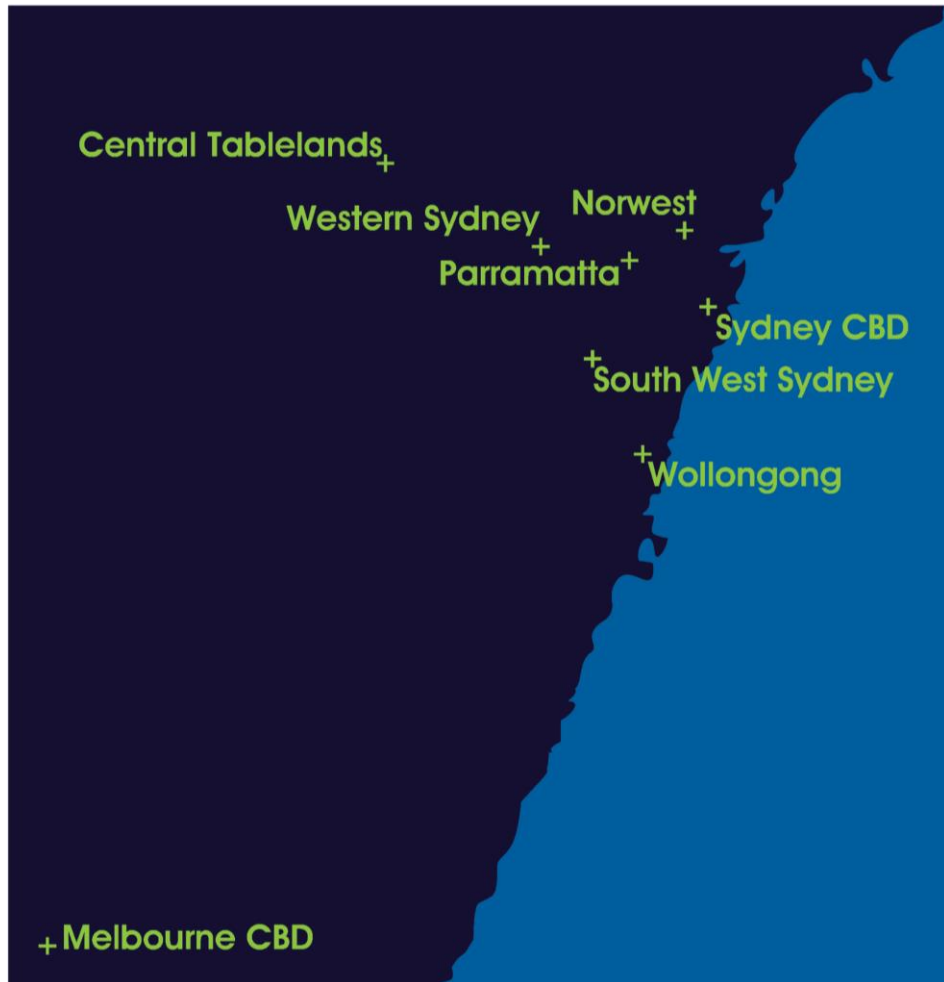 Central Tablelands
Norwest
Western Sydney
Parramatta
Sydney CBD
South West Sydney
Wollongong
Melbourne CBD